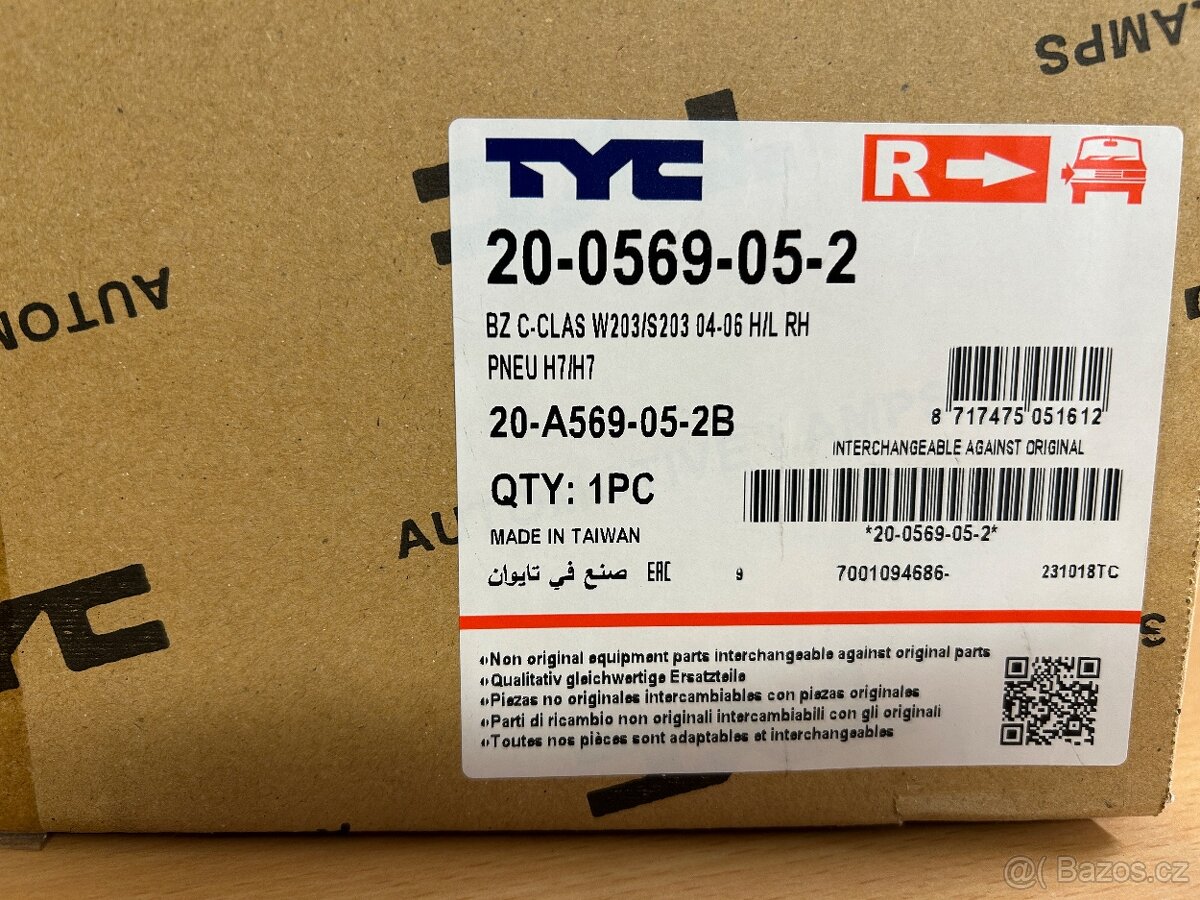 LAMPS
TYC
R
20-0569-05-2
BZ C-CLAS W203/S203 04-06 H/L RH
PNEU H7/H7
20-A569-05-2B
8 717475 051612
INTERCHANGEABLE AGAINST ORIGINAL
QTY: 1PC
*20-0569-05-2*
MADE IN TAIWAN
صنع في تايوان EAC 9 7001094686- 231018TC
•Non original equipment parts interchangeable against original parts
•Qualitativ gleichwertige Ersatzteile
•Piezas no originales intercambiables con piezas originales
•Parti di ricambio non originali intercambiabili con gli originali
•Toutes nos pièces sont adaptables et interchangeables
AUTOM
AU
YC
@( Bazos.cz